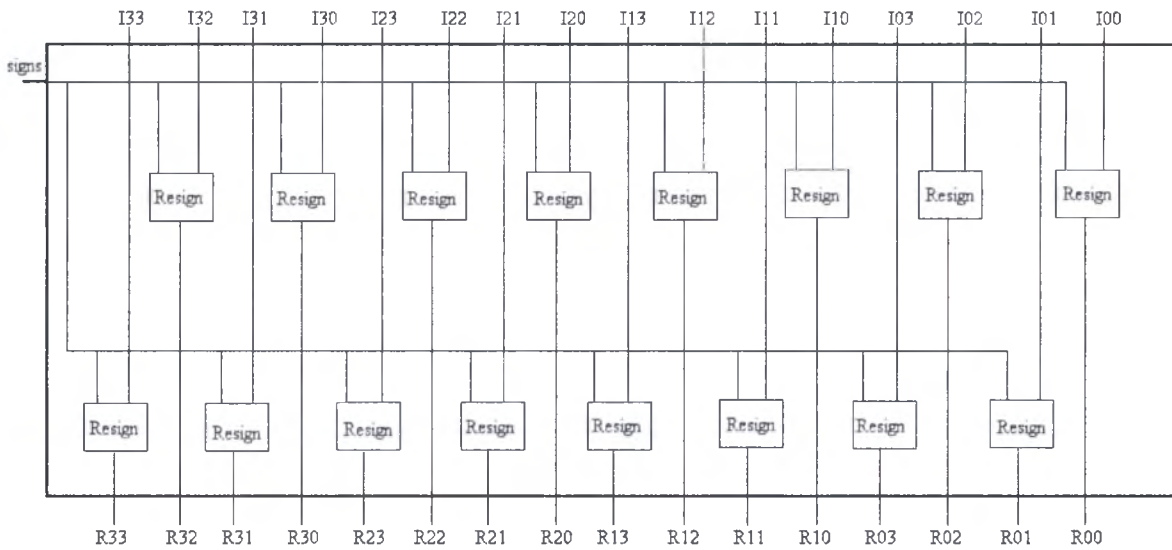 I33 I32 I31 I30 I23 I22 I21 I20 I13 I12 I11 I10 I03 I02 I01 I00
signs
Resign Resign Resign Resign Resign Resign Resign Resign
Resign Resign Resign Resign Resign Resign Resign Resign
R33 R32 R31 R30 R23 R22 R21 R20 R13 R12 R11 R10 R03 R02 R01 R00